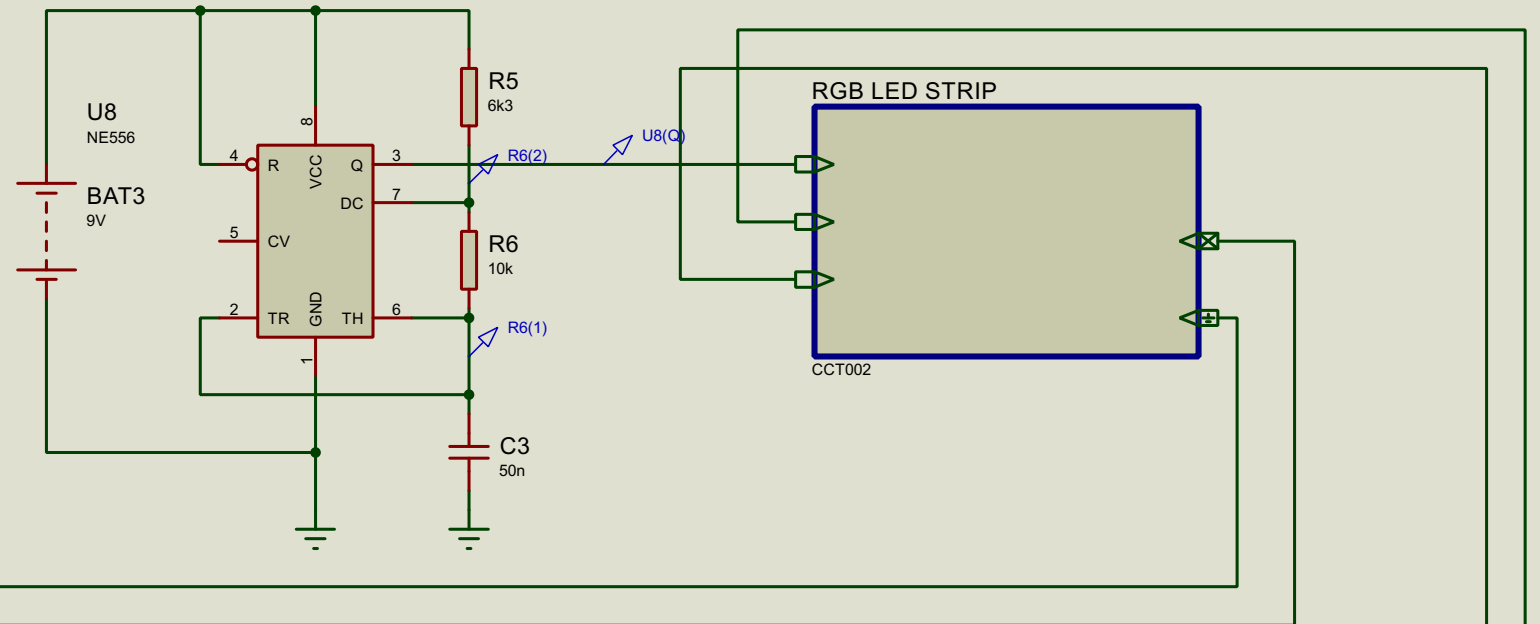 RGB LED STRIP
CCT002
U8
NE556
BAT3
9V
R5
6k3
R6(2)
U8(Q)
8
4
R
VCC
Q
3
DC
7
5
CV
R6
10k
2
TR
GND
TH
6
1
R6(1)
C3
50n